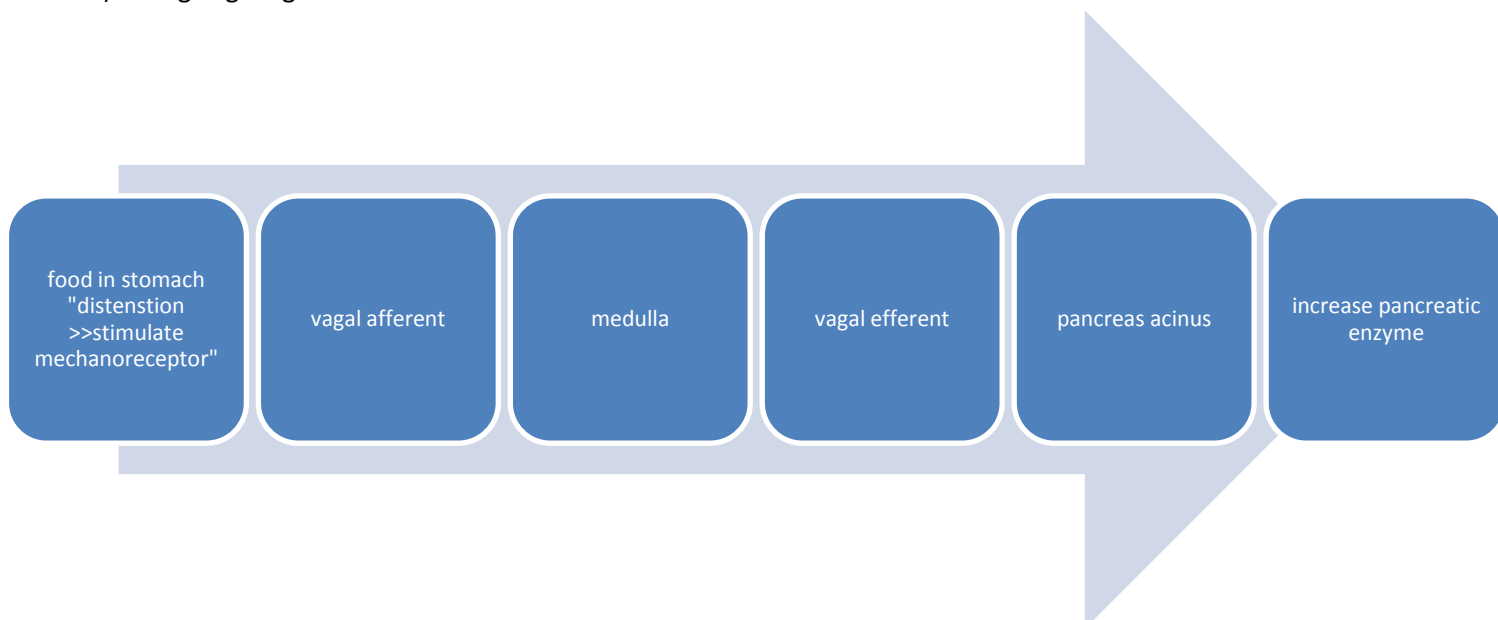 food in stomach
"distenstion
>>stimulate
mechanoreceptor"
vagal afferent
medulla
vagal efferent
pancreas acinus
increase pancreatic
enzyme